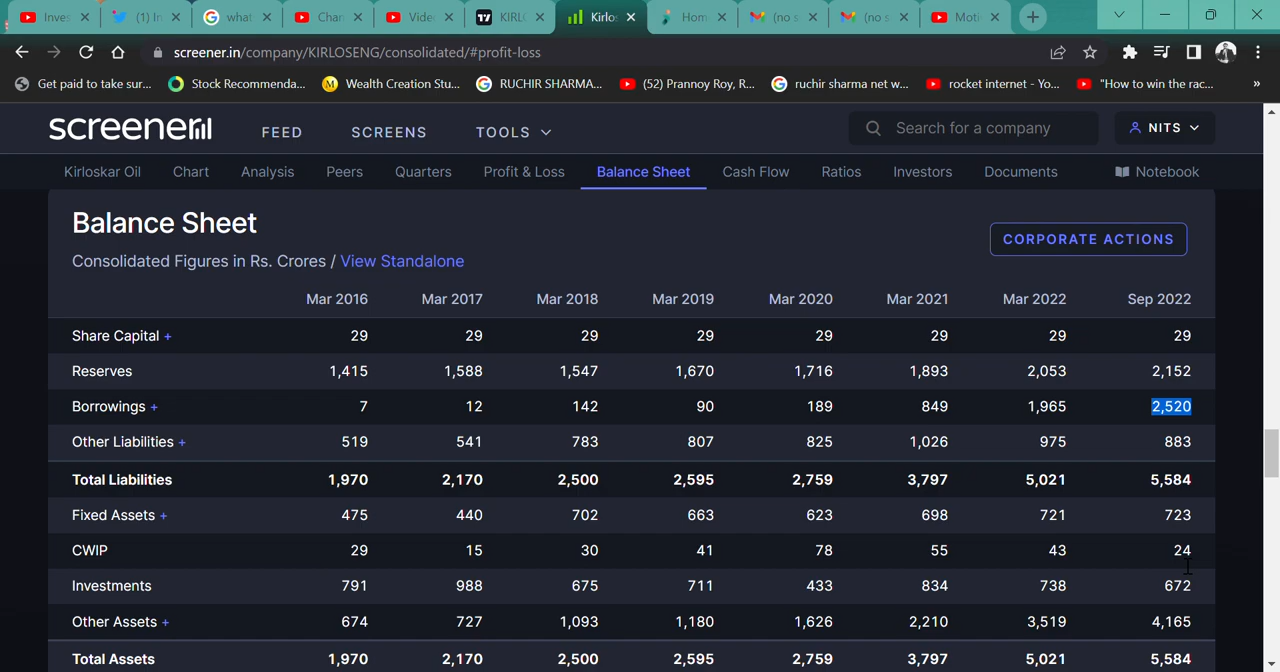 Inves
(1) In
what
Chan
Vide
KIRL
Kirlos
Hom
(no s
(no s
Moti
screener.in/company/KIRLOSENG/consolidated/#profit-loss
Get paid to take sur... Stock Recommenda... Wealth Creation Stu... RUCHIR SHARMA... (52) Prannoy Roy, R... ruchir sharma net w... rocket internet - Yo... "How to win the rac... »
screener FEED SCREENS TOOLS Search for a company NITS
Kirloskar Oil Chart Analysis Peers Quarters Profit & Loss Balance Sheet Cash Flow Ratios Investors Documents Notebook
Balance Sheet
CORPORATE ACTIONS
Consolidated Figures in Rs. Crores / View Standalone
Mar 2016 Mar 2017 Mar 2018 Mar 2019 Mar 2020 Mar 2021 Mar 2022 Sep 2022
Share Capital + 29 29 29 29 29 29 29 29
Reserves 1,415 1,588 1,547 1,670 1,716 1,893 2,053 2,152
Borrowings + 7 12 142 90 189 849 1,965 2,520
Other Liabilities + 519 541 783 807 825 1,026 975 883
Total Liabilities 1,970 2,170 2,500 2,595 2,759 3,797 5,021 5,584
Fixed Assets + 475 440 702 663 623 698 721 723
CWIP 29 15 30 41 78 55 43 24
Investments 791 988 675 711 433 834 738 672
Other Assets + 674 727 1,093 1,180 1,626 2,210 3,519 4,165
Total Assets 1,970 2,170 2,500 2,595 2,759 3,797 5,021 5,584